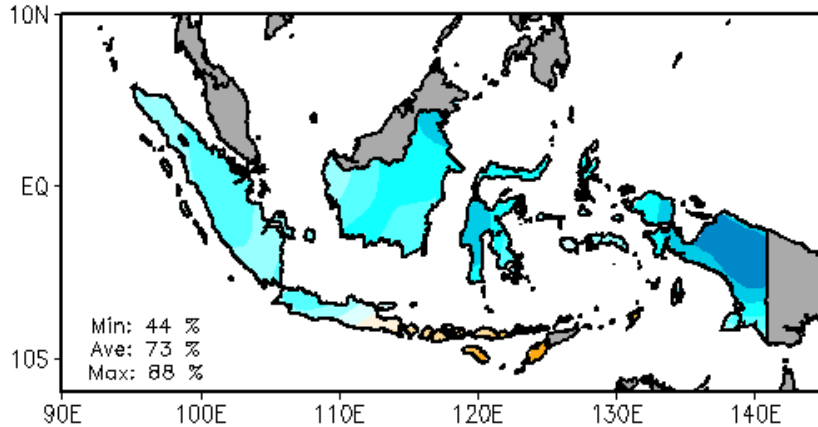 10N
EQ
10S
Min: 44 %
Ave: 73 %
Max: 88 %
90E 100E 110E 120E 130E 140E